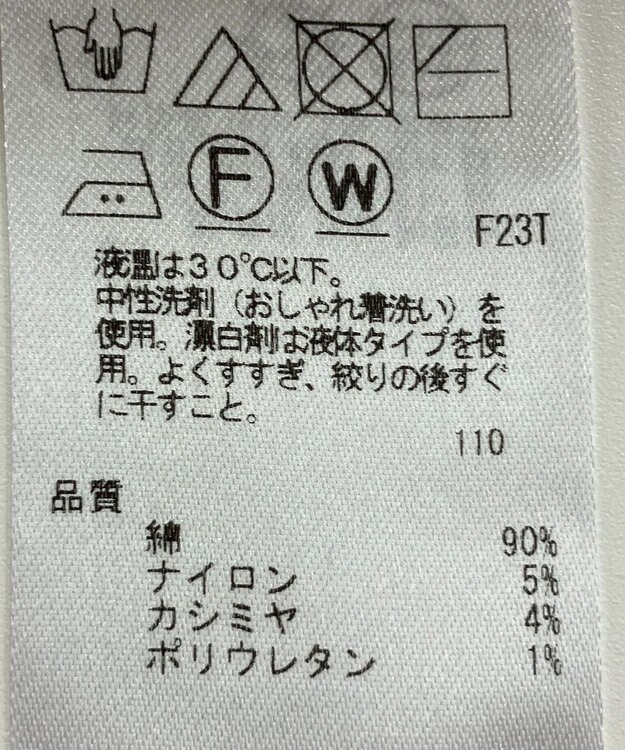 F W
F23T
液温は30℃以下。
中性洗剤(おしゃれ着洗い)を
使用。漂白剤は液体タイプを使
用。よくすすぎ、絞りの後すぐ
に干すこと。
110
品質
綿 90%
ナイロン 5%
カシミヤ 4%
ポリウレタン 1%